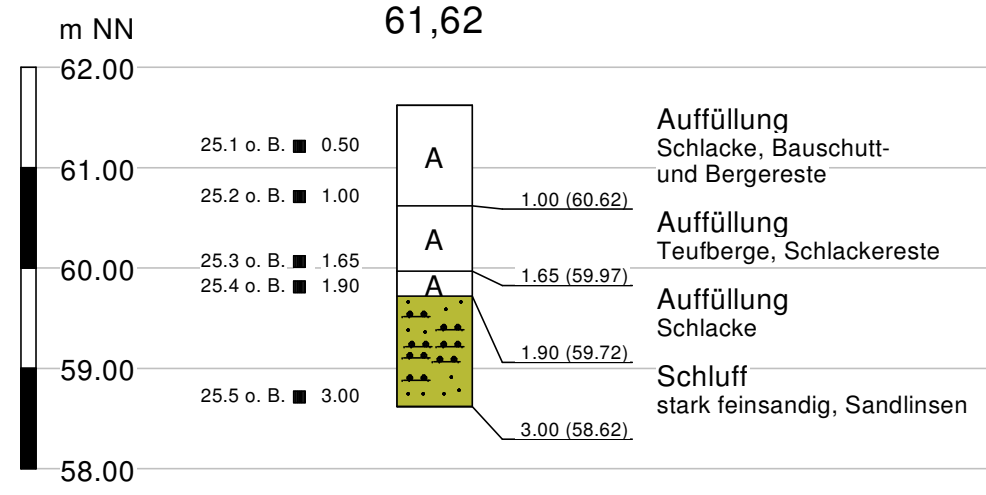 61,62
m NN
62.00
Auffüllung
Schlacke, Bauschutt-
und Bergereste
25.1 o. B. 0.50
A
61.00
25.2 o. B. 1.00
1.00 (60.62)
Auffüllung
Teufberge, Schlackereste
A
25.3 o. B. 1.65
60.00
1.65 (59.97)
25.4 o. B. 1.90
A
Auffüllung
Schlacke
1.90 (59.72)
59.00
Schluff
stark feinsandig, Sandlinsen
25.5 o. B. 3.00
3.00 (58.62)
58.00